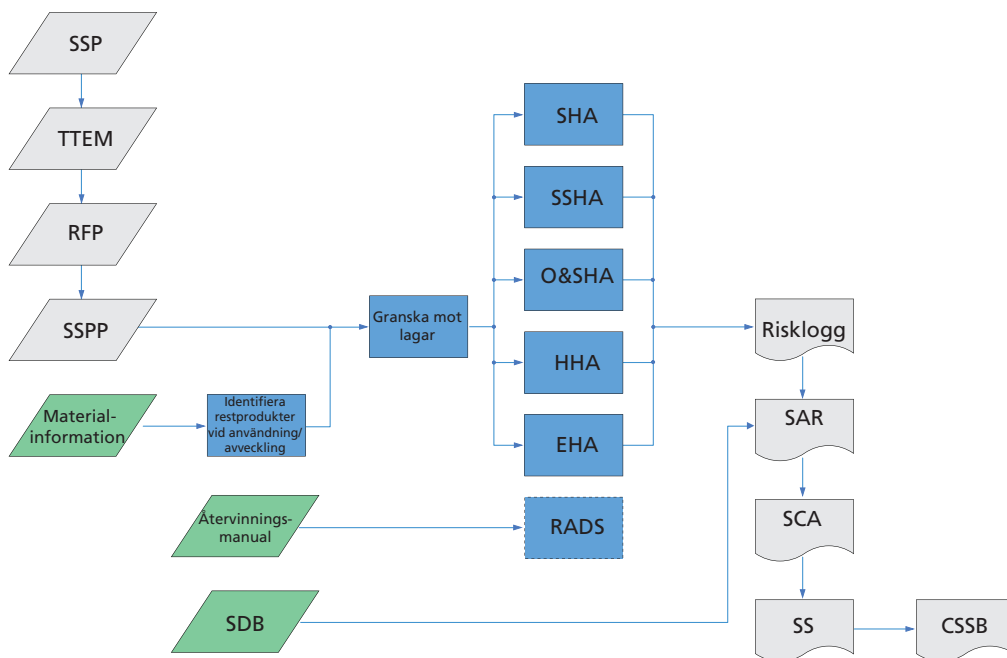 SSP
TTEM
RFP
SSPP
Material-
information
Identifiera
restprodukter
vid användning/
avveckling
Granska mot
lagar
SHA
SSHA
O&SHA
HHA
EHA
Återvinnings-
manual
RADS
SDB
Risklogg
SAR
SCA
SS
CSSB